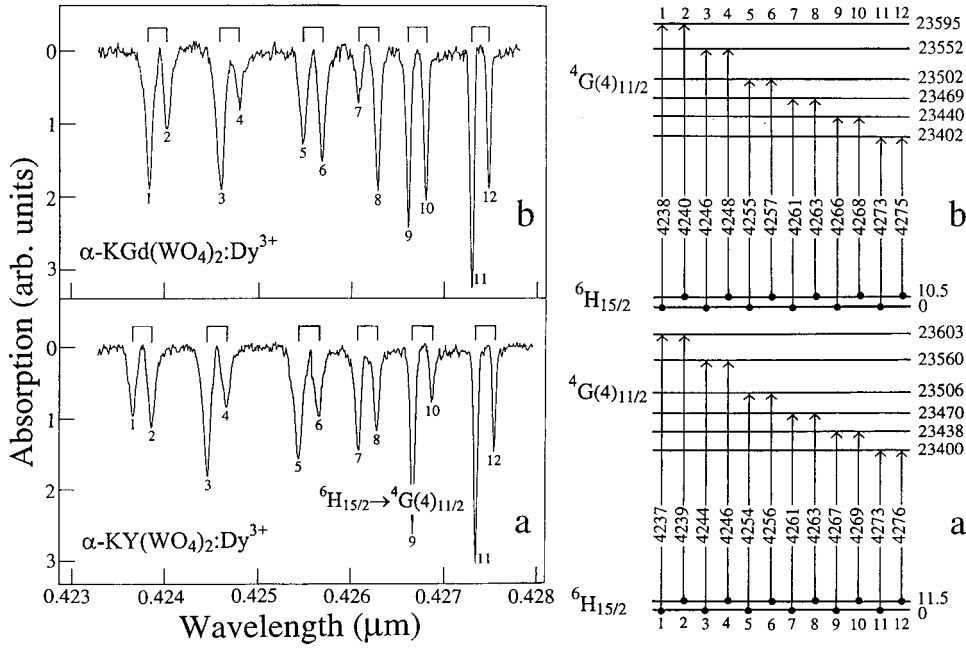 0
1
2
3
Absorption (arb. units)
1
2
3
4
5
6
7
8
9
10
11
12
b
α-KGd(WO₄)₂:Dy³⁺
0
1
2
3
1
2
3
4
5
6
7
8
9
10
11
12
⁶H₁₅/₂→⁴G(4)₁₁/₂
a
α-KY(WO₄)₂:Dy³⁺
0.423 0.424 0.425 0.426 0.427 0.428
Wavelength (μm)
1 2 3 4 5 6 7 8 9 10 11 12
23595
23552
⁴G(4)₁₁/₂
23502
23469
23440
23402
b
4238 4240 4246 4248 4255 4257 4261 4263 4266 4268 4273 4275
⁶H₁₅/₂
10.5
0
23603
23560
⁴G(4)₁₁/₂
23506
23470
23438
23400
a
4237 4239 4244 4246 4254 4256 4261 4263 4267 4269 4273 4276
⁶H₁₅/₂
11.5
0
1 2 3 4 5 6 7 8 9 10 11 12